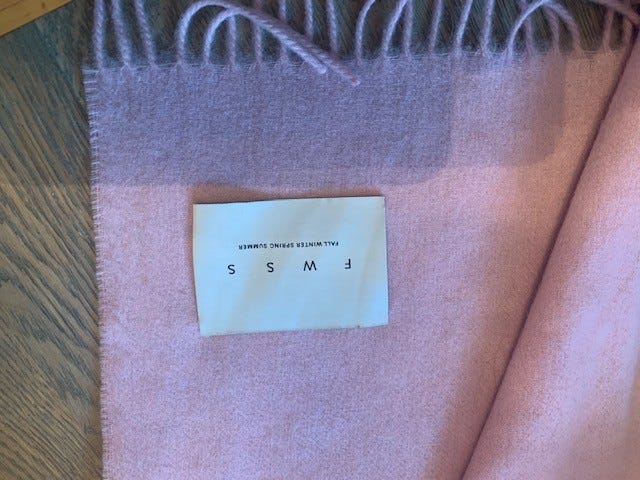 F W S S
FALL WINTER SPRING SUMMER